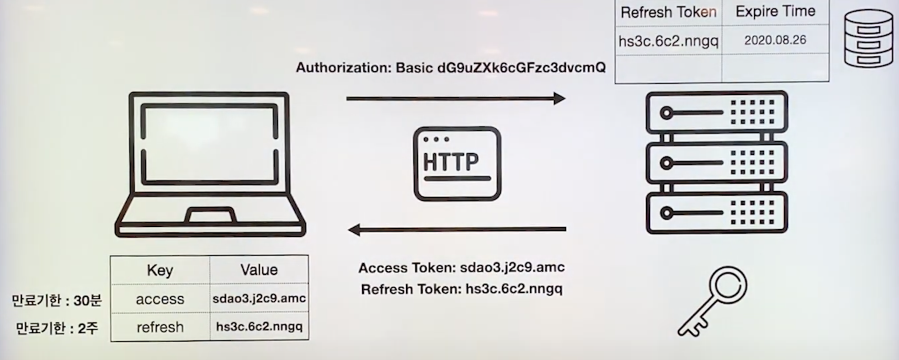 Refresh Token Expire Time
hs3c.6c2.nngq 2020.08.26
Authorization: Basic dG9uZXk6cGFzc3dvcmQ
HTTP
Access Token: sdao3.j2c9.amc
Refresh Token: hs3c.6c2.nngq
Key Value
만료기한 : 30분 access sdao3.j2c9.amc
만료기한 : 2주 refresh hs3c.6c2.nngq